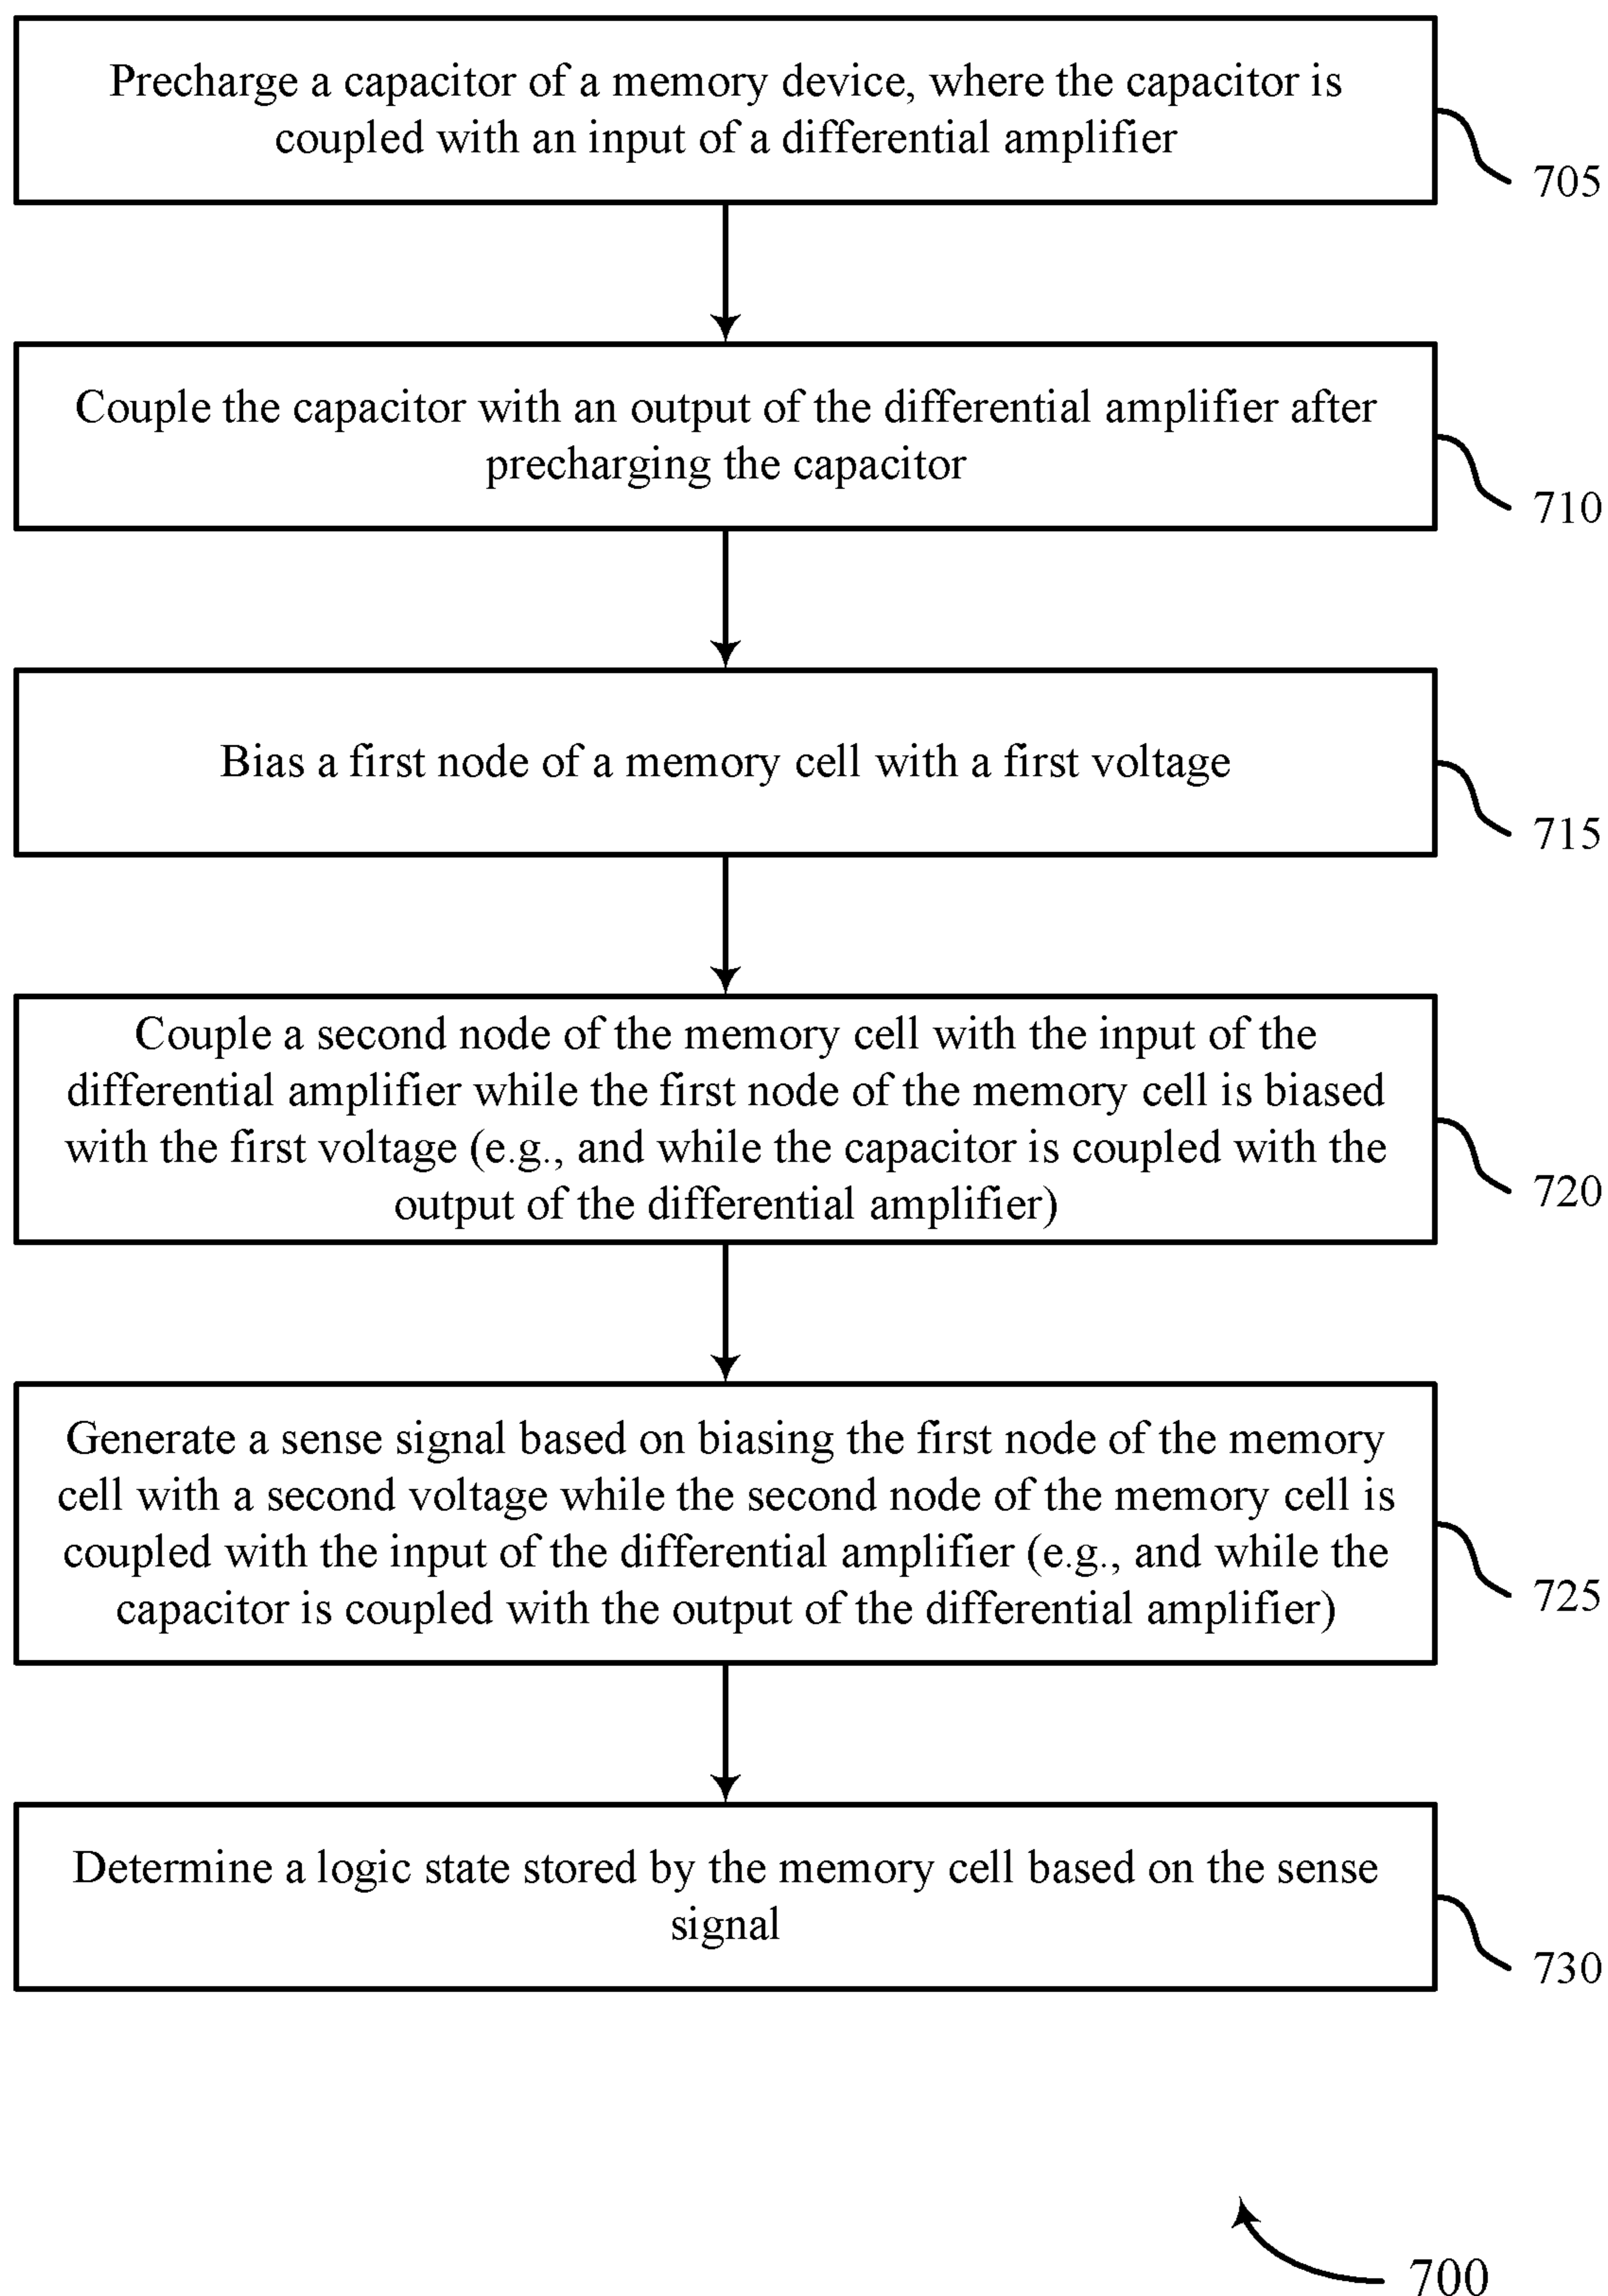 Precharge a capacitor of a memory device, where the capacitor is
coupled with an input of a differential amplifier
705
Couple the capacitor with an output of the differential amplifier after
precharging the capacitor
710
Bias a first node of a memory cell with a first voltage
715
Couple a second node of the memory cell with the input of the
differential amplifier while the first node of the memory cell is biased
with the first voltage (e.g., and while the capacitor is coupled with the
output of the differential amplifier)
720
Generate a sense signal based on biasing the first node of the memory
cell with a second voltage while the second node of the memory cell is
coupled with the input of the differential amplifier (e.g., and while the
capacitor is coupled with the output of the differential amplifier)
725
Determine a logic state stored by the memory cell based on the sense
signal
730
700